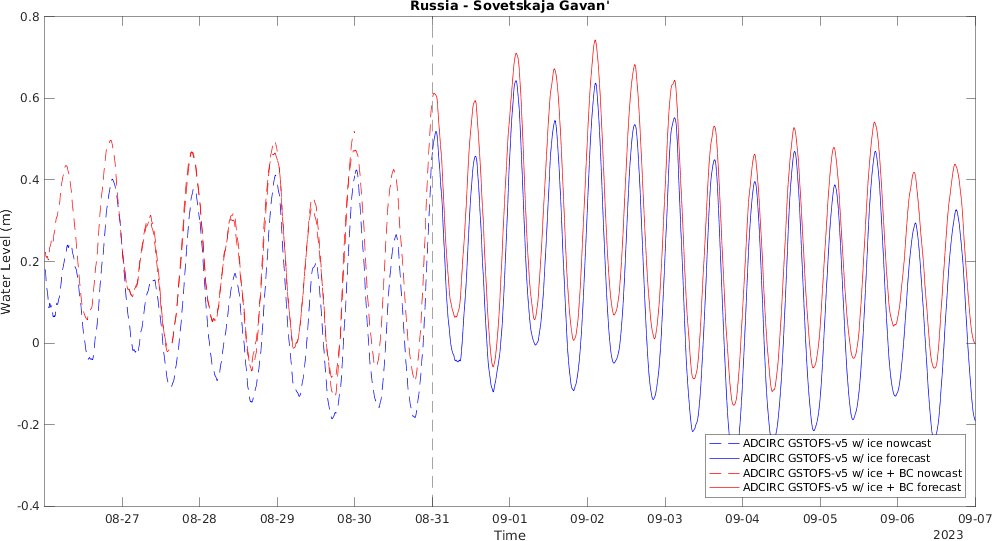 Russia - Sovetskaja Gavan'
Water Level (m)
0.8
0.6
0.4
0.2
0
-0.2
-0.4
ADCIRC GSTOFS-v5 w/ ice nowcast
ADCIRC GSTOFS-v5 w/ ice forecast
ADCIRC GSTOFS-v5 w/ ice + BC nowcast
ADCIRC GSTOFS-v5 w/ ice + BC forecast
08-27 08-28 08-29 08-30 08-31 09-01 09-02 09-03 09-04 09-05 09-06 09-07
Time
2023